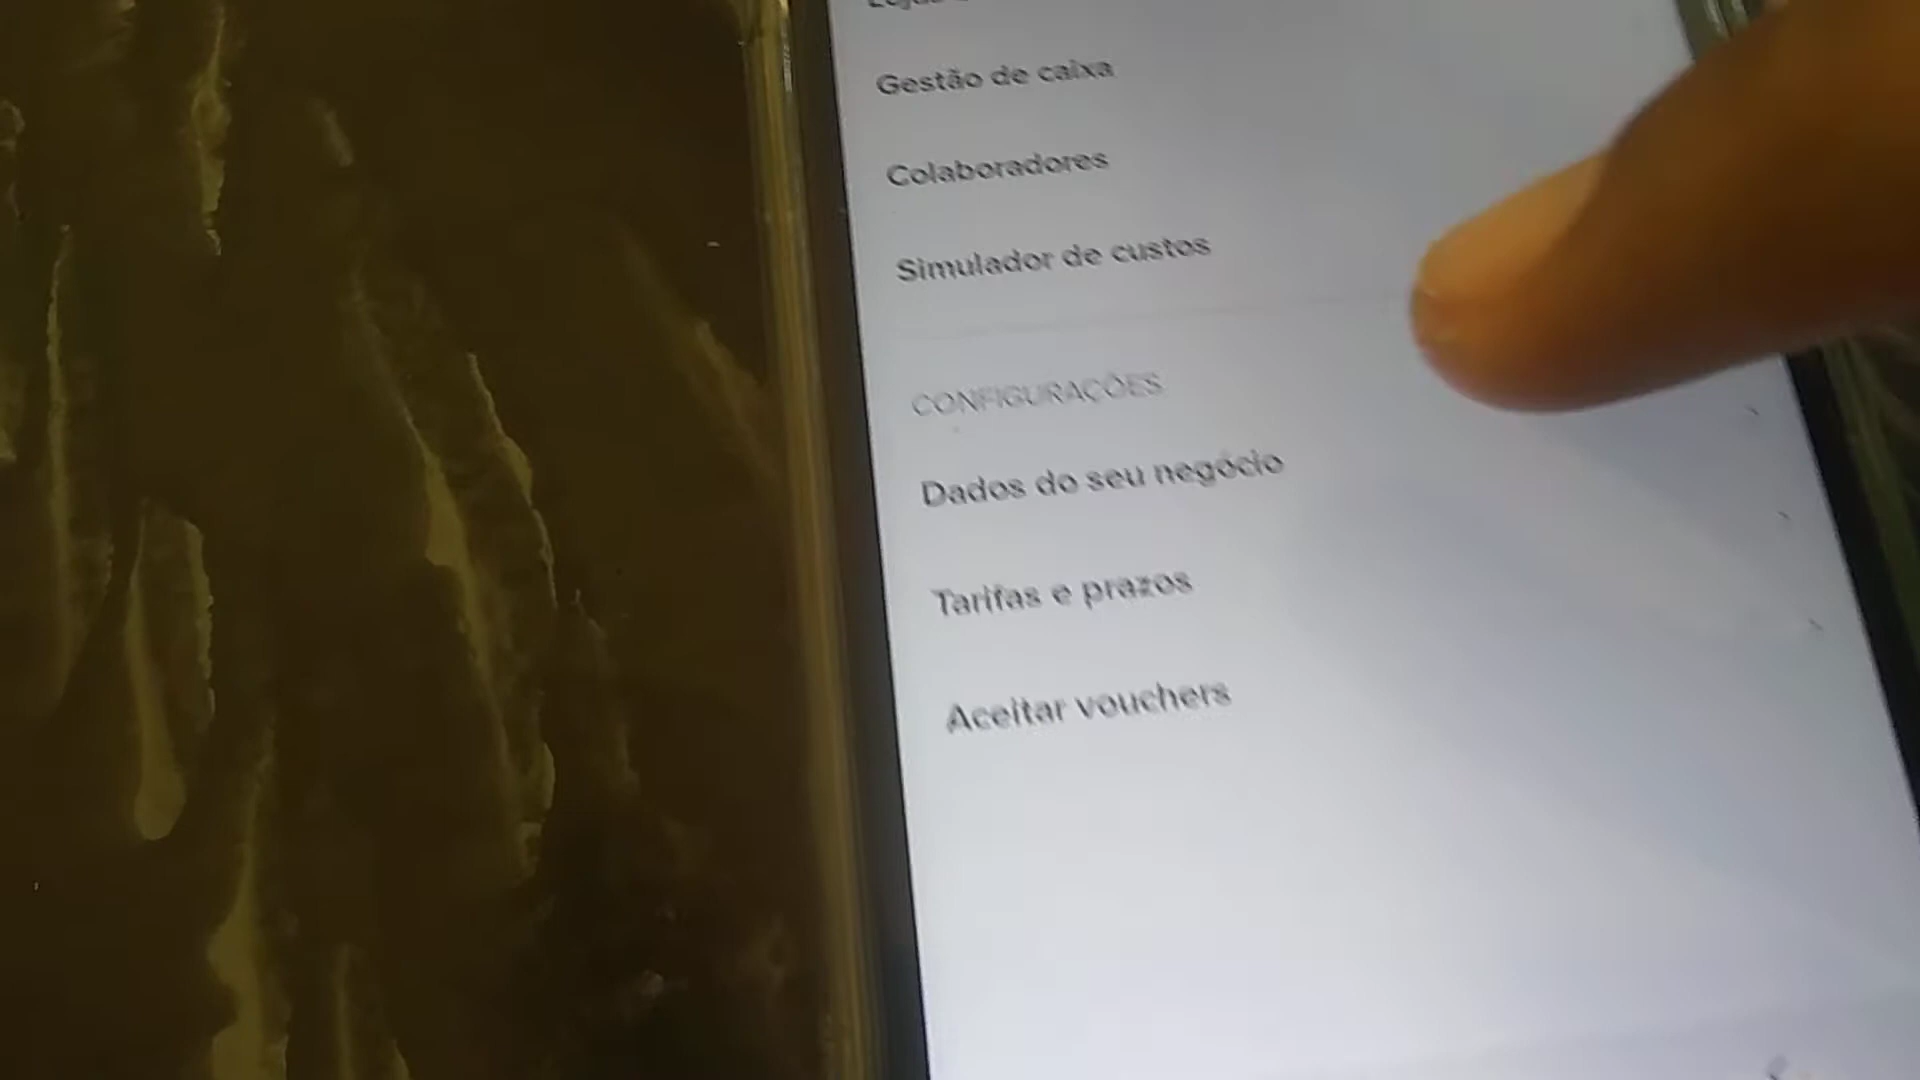 Gestão de caixa
Colaboradores
Simulador de custos
CONFIGURAÇÕES
Dados do seu negócio
Tarifas e prazos
Aceitar vouchers